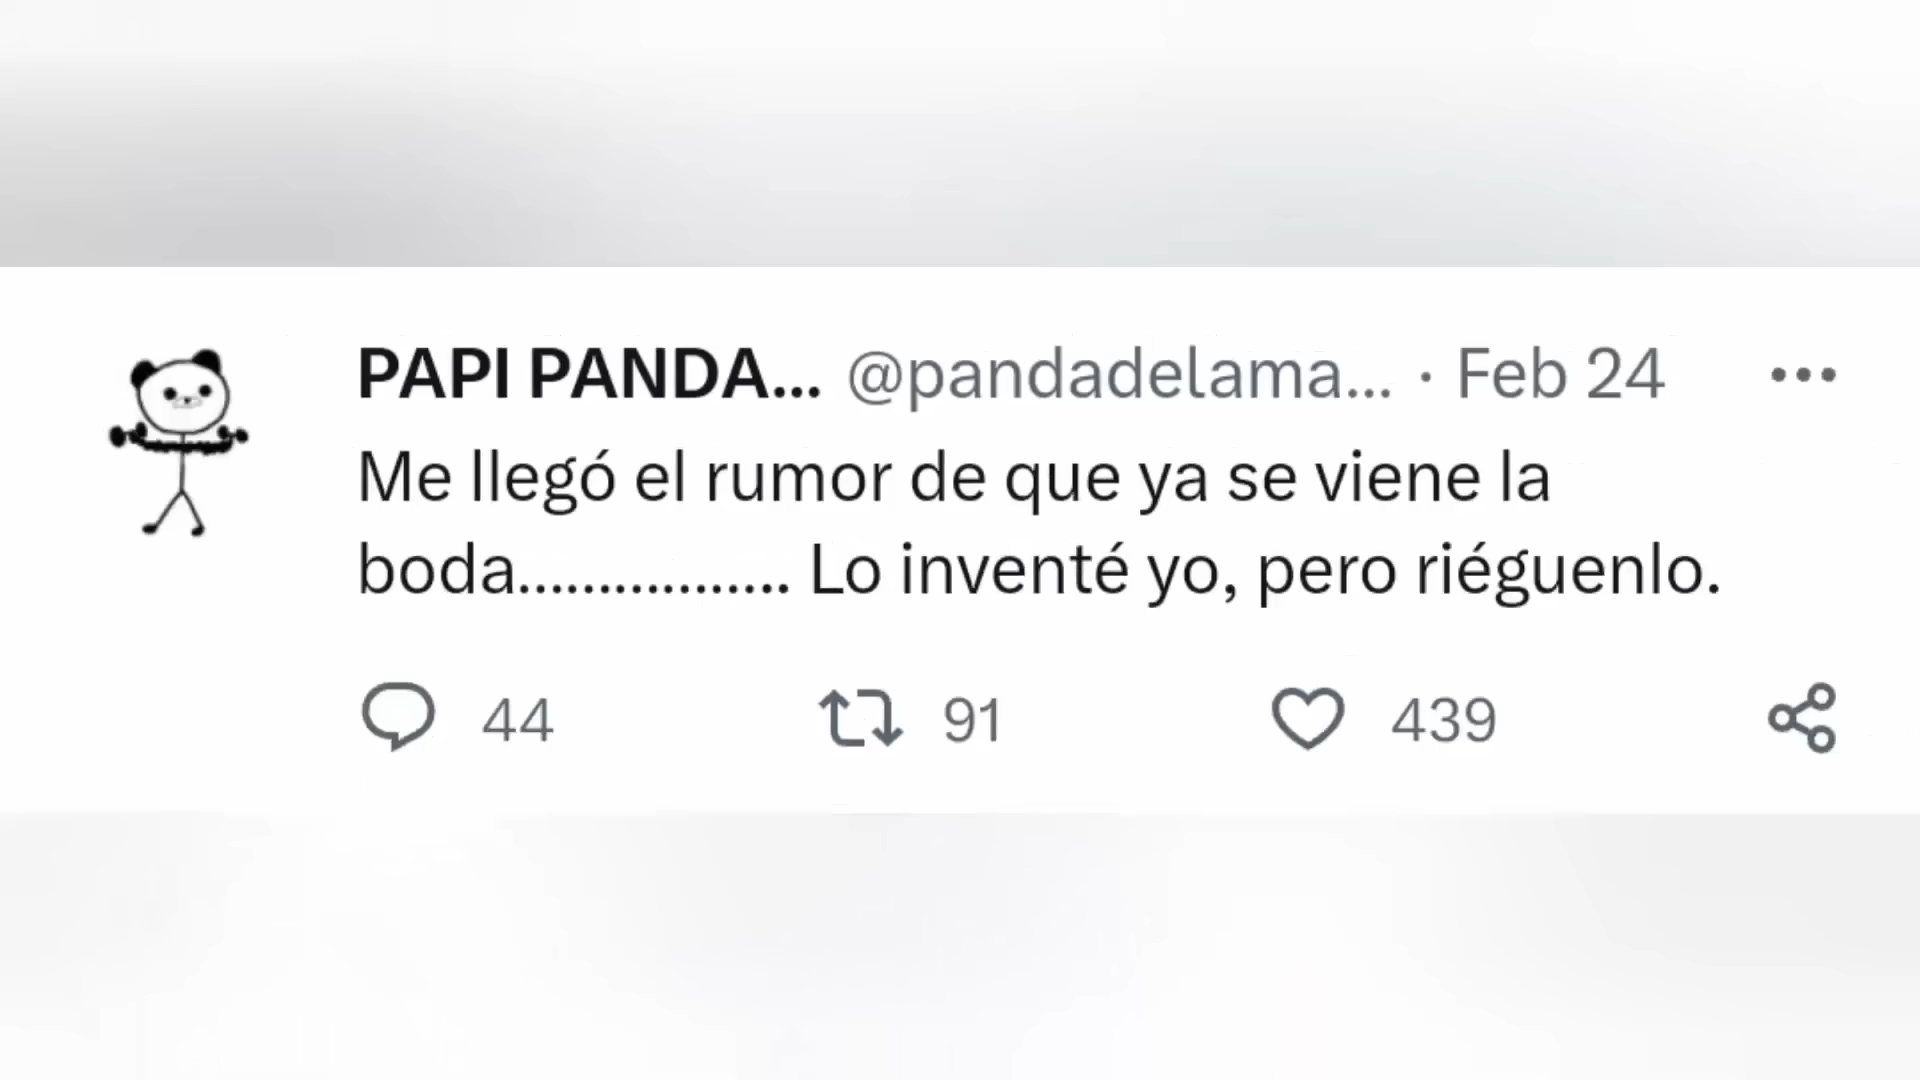 PAPI PANDA... @pandadelama... · Feb 24
Me llegó el rumor de que ya se viene la
boda................. Lo inventé yo, pero riéguenlo.
44 91 439